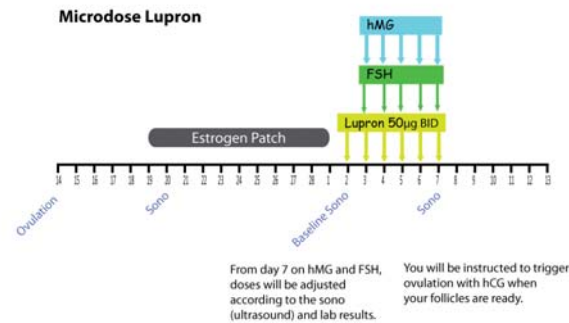 Microdose Lupron
hMG
FSH
Lupron 50µg BID
Estrogen Patch
14 15 16 17 18 19 20 21 22 23 24 25 26 27 28 1 2 3 4 5 6 7 8 9 10 11 12 13
Ovulation
Sono
Baseline Sono
Sono
From day 7 on hMG and FSH,
doses will be adjusted
according to the sono
(ultrasound) and lab results.
You will be instructed to trigger
ovulation with hCG when
your follicles are ready.